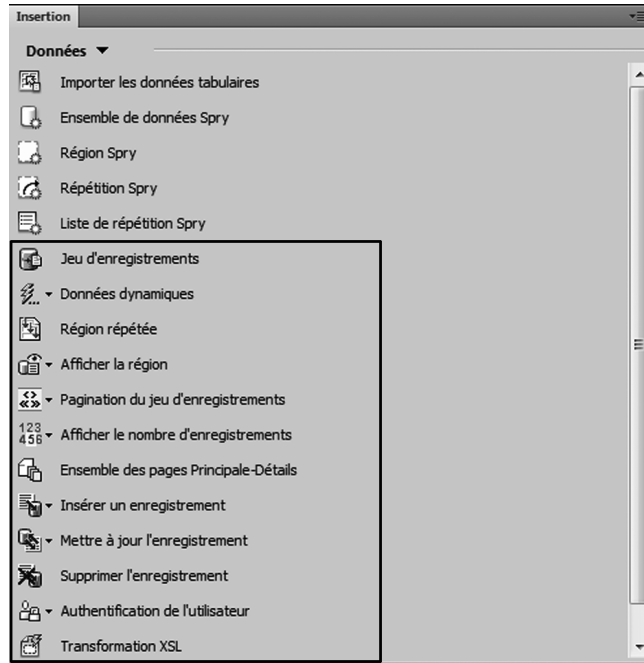 Insertion
Données
Importer les données tabulaires
Ensemble de données Spry
Région Spry
Répétition Spry
Liste de répétition Spry
Jeu d'enregistrements
Données dynamiques
Région répétée
Afficher la région
Pagination du jeu d'enregistrements
123
456
Afficher le nombre d'enregistrements
Ensemble des pages Principale-Détails
Insérer un enregistrement
Mettre à jour l'enregistrement
Supprimer l'enregistrement
Authentification de l'utilisateur
Transformation XSL